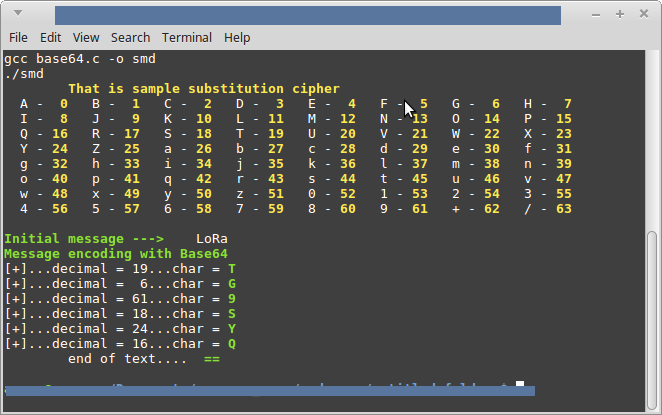 File Edit View Search Terminal Help
gcc base64.c -o smd
./smd
That is sample substitution cipher
A - 0 B - 1 C - 2 D - 3 E - 4 F - 5 G - 6 H - 7
I - 8 J - 9 K - 10 L - 11 M - 12 N - 13 O - 14 P - 15
Q - 16 R - 17 S - 18 T - 19 U - 20 V - 21 W - 22 X - 23
Y - 24 Z - 25 a - 26 b - 27 c - 28 d - 29 e - 30 f - 31
g - 32 h - 33 i - 34 j - 35 k - 36 l - 37 m - 38 n - 39
o - 40 p - 41 q - 42 r - 43 s - 44 t - 45 u - 46 v - 47
w - 48 x - 49 y - 50 z - 51 0 - 52 1 - 53 2 - 54 3 - 55
4 - 56 5 - 57 6 - 58 7 - 59 8 - 60 9 - 61 + - 62 / - 63
Initial message ---> LoRa
Message encoding with Base64
[+]...decimal = 19...char = T
[+]...decimal = 6...char = G
[+]...decimal = 61...char = 9
[+]...decimal = 18...char = S
[+]...decimal = 24...char = Y
[+]...decimal = 16...char = Q
end of text.... ==